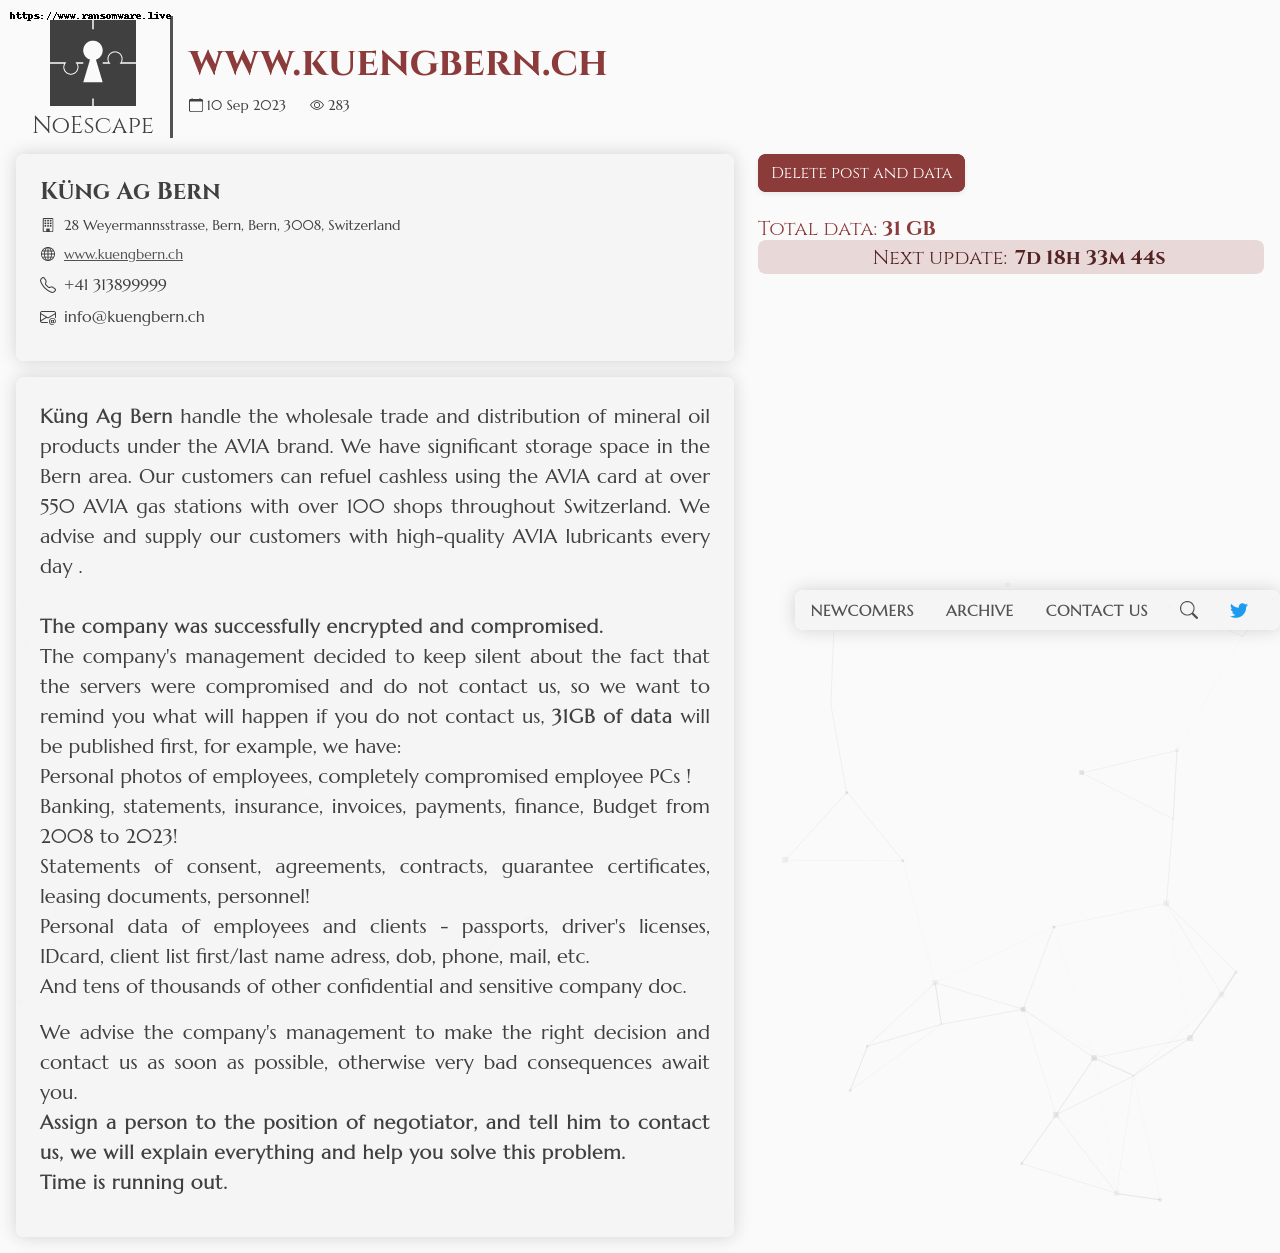 https://www.ransomware.live
NoEscape
www.kuengbern.ch
10 Sep 2023 283
Küng Ag Bern
28 Weyermannsstrasse, Bern, Bern, 3008, Switzerland
www.kuengbern.ch
+41 313899999
info@kuengbern.ch
Delete post and data
Total data: 31 GB
Next update: 7d 18h 33m 44s
Küng Ag Bern handle the wholesale trade and distribution of mineral oil
products under the AVIA brand. We have significant storage space in the
Bern area. Our customers can refuel cashless using the AVIA card at over
550 AVIA gas stations with over 100 shops throughout Switzerland. We
advise and supply our customers with high-quality AVIA lubricants every
day .
The company was successfully encrypted and compromised.
The company's management decided to keep silent about the fact that
the servers were compromised and do not contact us, so we want to
remind you what will happen if you do not contact us, 31GB of data will
be published first, for example, we have:
Personal photos of employees, completely compromised employee PCs !
Banking, statements, insurance, invoices, payments, finance, Budget from
2008 to 2023!
Statements of consent, agreements, contracts, guarantee certificates,
leasing documents, personnel!
Personal data of employees and clients - passports, driver's licenses,
IDcard, client list first/last name adress, dob, phone, mail, etc.
And tens of thousands of other confidential and sensitive company doc.
We advise the company's management to make the right decision and
contact us as soon as possible, otherwise very bad consequences await
you.
Assign a person to the position of negotiator, and tell him to contact
us, we will explain everything and help you solve this problem.
Time is running out.
NEWCOMERS ARCHIVE CONTACT US